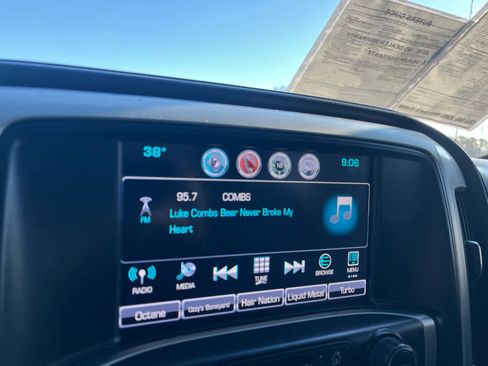 BUYERS GUIDE
38°
9:06
95.7 COMBS
FM
Luke Combs Beer Never Broke My
Heart
RADIO
MEDIA
TUNE
BROWSE
MENU
Octane
Ozzy's Boneyard
Hair Nation
Liquid Metal
Turbo